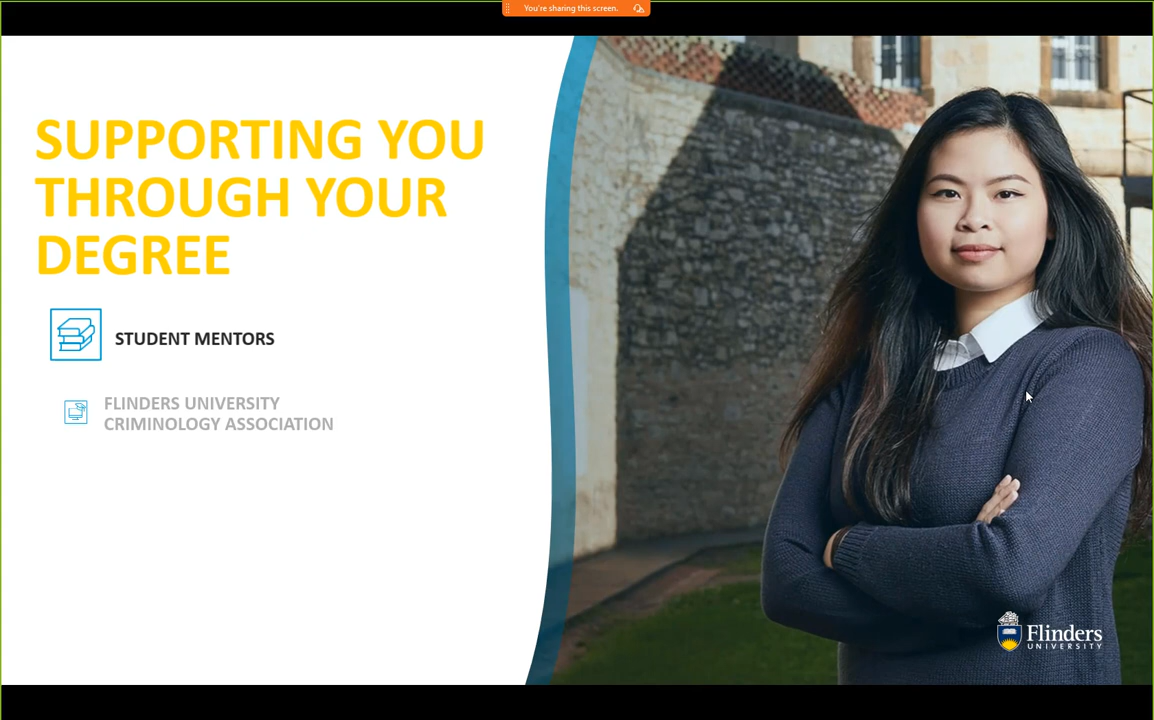 You're sharing this screen.
SUPPORTING YOU
THROUGH YOUR
DEGREE
STUDENT MENTORS
FLINDERS UNIVERSITY
CRIMINOLOGY ASSOCIATION
Flinders
UNIVERSITY